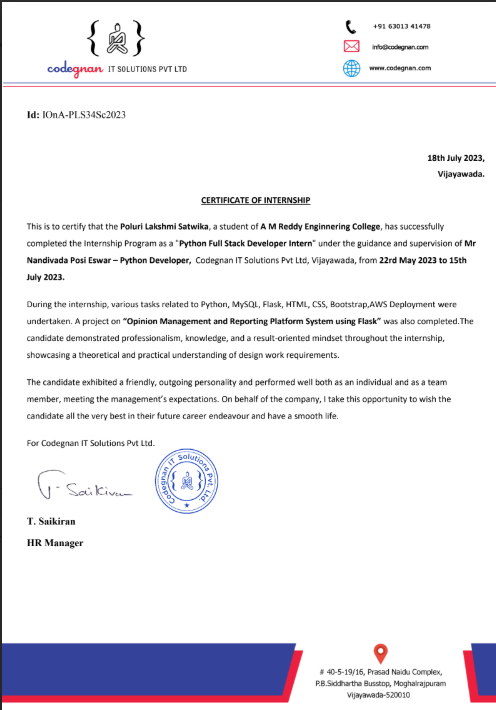 { }
+91 63013 41478
info@codegnan.com
www.codegnan.com
codegnan IT SOLUTIONS PVT LTD
Id: IOnA-PLS34Sc2023
18th July 2023,
Vijayawada.
CERTIFICATE OF INTERNSHIP
This is to certify that the Poluri Lakshmi Satwika, a student of A M Reddy Enginnering College, has successfully
completed the Internship Program as a "Python Full Stack Developer Intern" under the guidance and supervision of Mr
Nandivada Posi Eswar – Python Developer, Codegnan IT Solutions Pvt Ltd, Vijayawada, from 22rd May 2023 to 15th
July 2023.
During the internship, various tasks related to Python, MySQL, Flask, HTML, CSS, Bootstrap,AWS Deployment were
undertaken. A project on “Opinion Management and Reporting Platform System using Flask” was also completed.The
candidate demonstrated professionalism, knowledge, and a result-oriented mindset throughout the internship,
showcasing a theoretical and practical understanding of design work requirements.
The candidate exhibited a friendly, outgoing personality and performed well both as an individual and as a team
member, meeting the management’s expectations. On behalf of the company, I take this opportunity to wish the
candidate all the very best in their future career endeavour and have a smooth life.
For Codegnan IT Solutions Pvt Ltd.
Codegnan IT Solutions Pvt. Ltd.
T. Saikiran
T. Saikiran
HR Manager
# 40-5-19/16, Prasad Naidu Complex,
P.B.Siddhartha Busstop, Moghalrajpuram
Vijayawada-520010